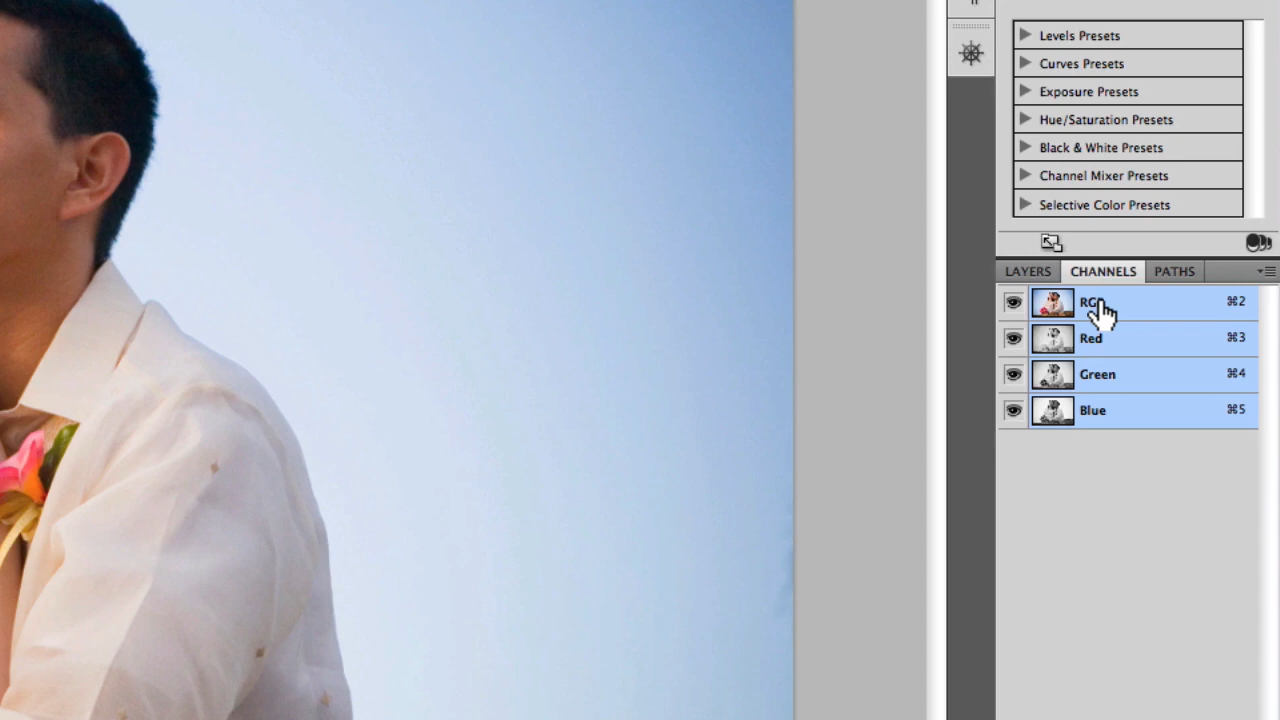 Levels Presets
Curves Presets
Exposure Presets
Hue/Saturation Presets
Black & White Presets
Channel Mixer Presets
Selective Color Presets
LAYERS CHANNELS PATHS
RGB ⌘2
Red ⌘3
Green ⌘4
Blue ⌘5